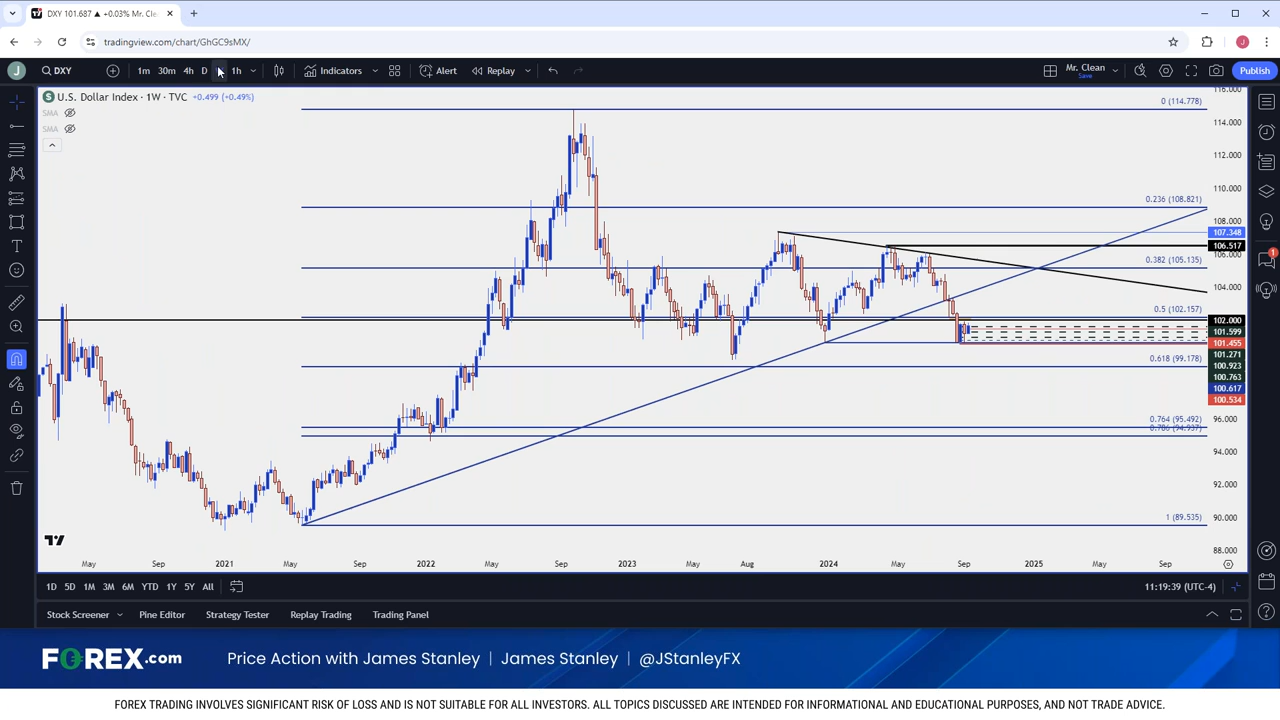 DXY 101.687 ▲ +0.03% Mr. Cle
tradingview.com/chart/GhGC9sMX/
J DXY 1m 30m 4h D 1h Indicators Alert Replay Mr. Clean Save Publish
U.S. Dollar Index · 1W · TVC +0.499 (+0.49%)
SMA
SMA
116.000
0 (114.778)
114.000
112.000
110.000
0.236 (108.821)
108.000
107.348
106.517
106.000
0.382 (105.135)
104.000
0.5 (102.157)
102.000
101.599
101.455
101.271
0.618 (99.178)
100.923
100.763
100.617
100.534
96.000
0.764 (95.492)
0.786 (94.937)
94.000
92.000
90.000
1 (89.535)
88.000
May Sep 2021 May Sep 2022 May Sep 2023 May Aug 2024 May Sep 2025 May Sep
1D 5D 1M 3M 6M YTD 1Y 5Y All 11:19:39 (UTC-4)
Stock Screener Pine Editor Strategy Tester Replay Trading Trading Panel
FOREX.com Price Action with James Stanley | James Stanley | @JStanleyFX
FOREX TRADING INVOLVES SIGNIFICANT RISK OF LOSS AND IS NOT SUITABLE FOR ALL INVESTORS. ALL TOPICS DISCUSSED ARE INTENDED FOR INFORMATIONAL AND EDUCATIONAL PURPOSES, AND NOT TRADE ADVICE.